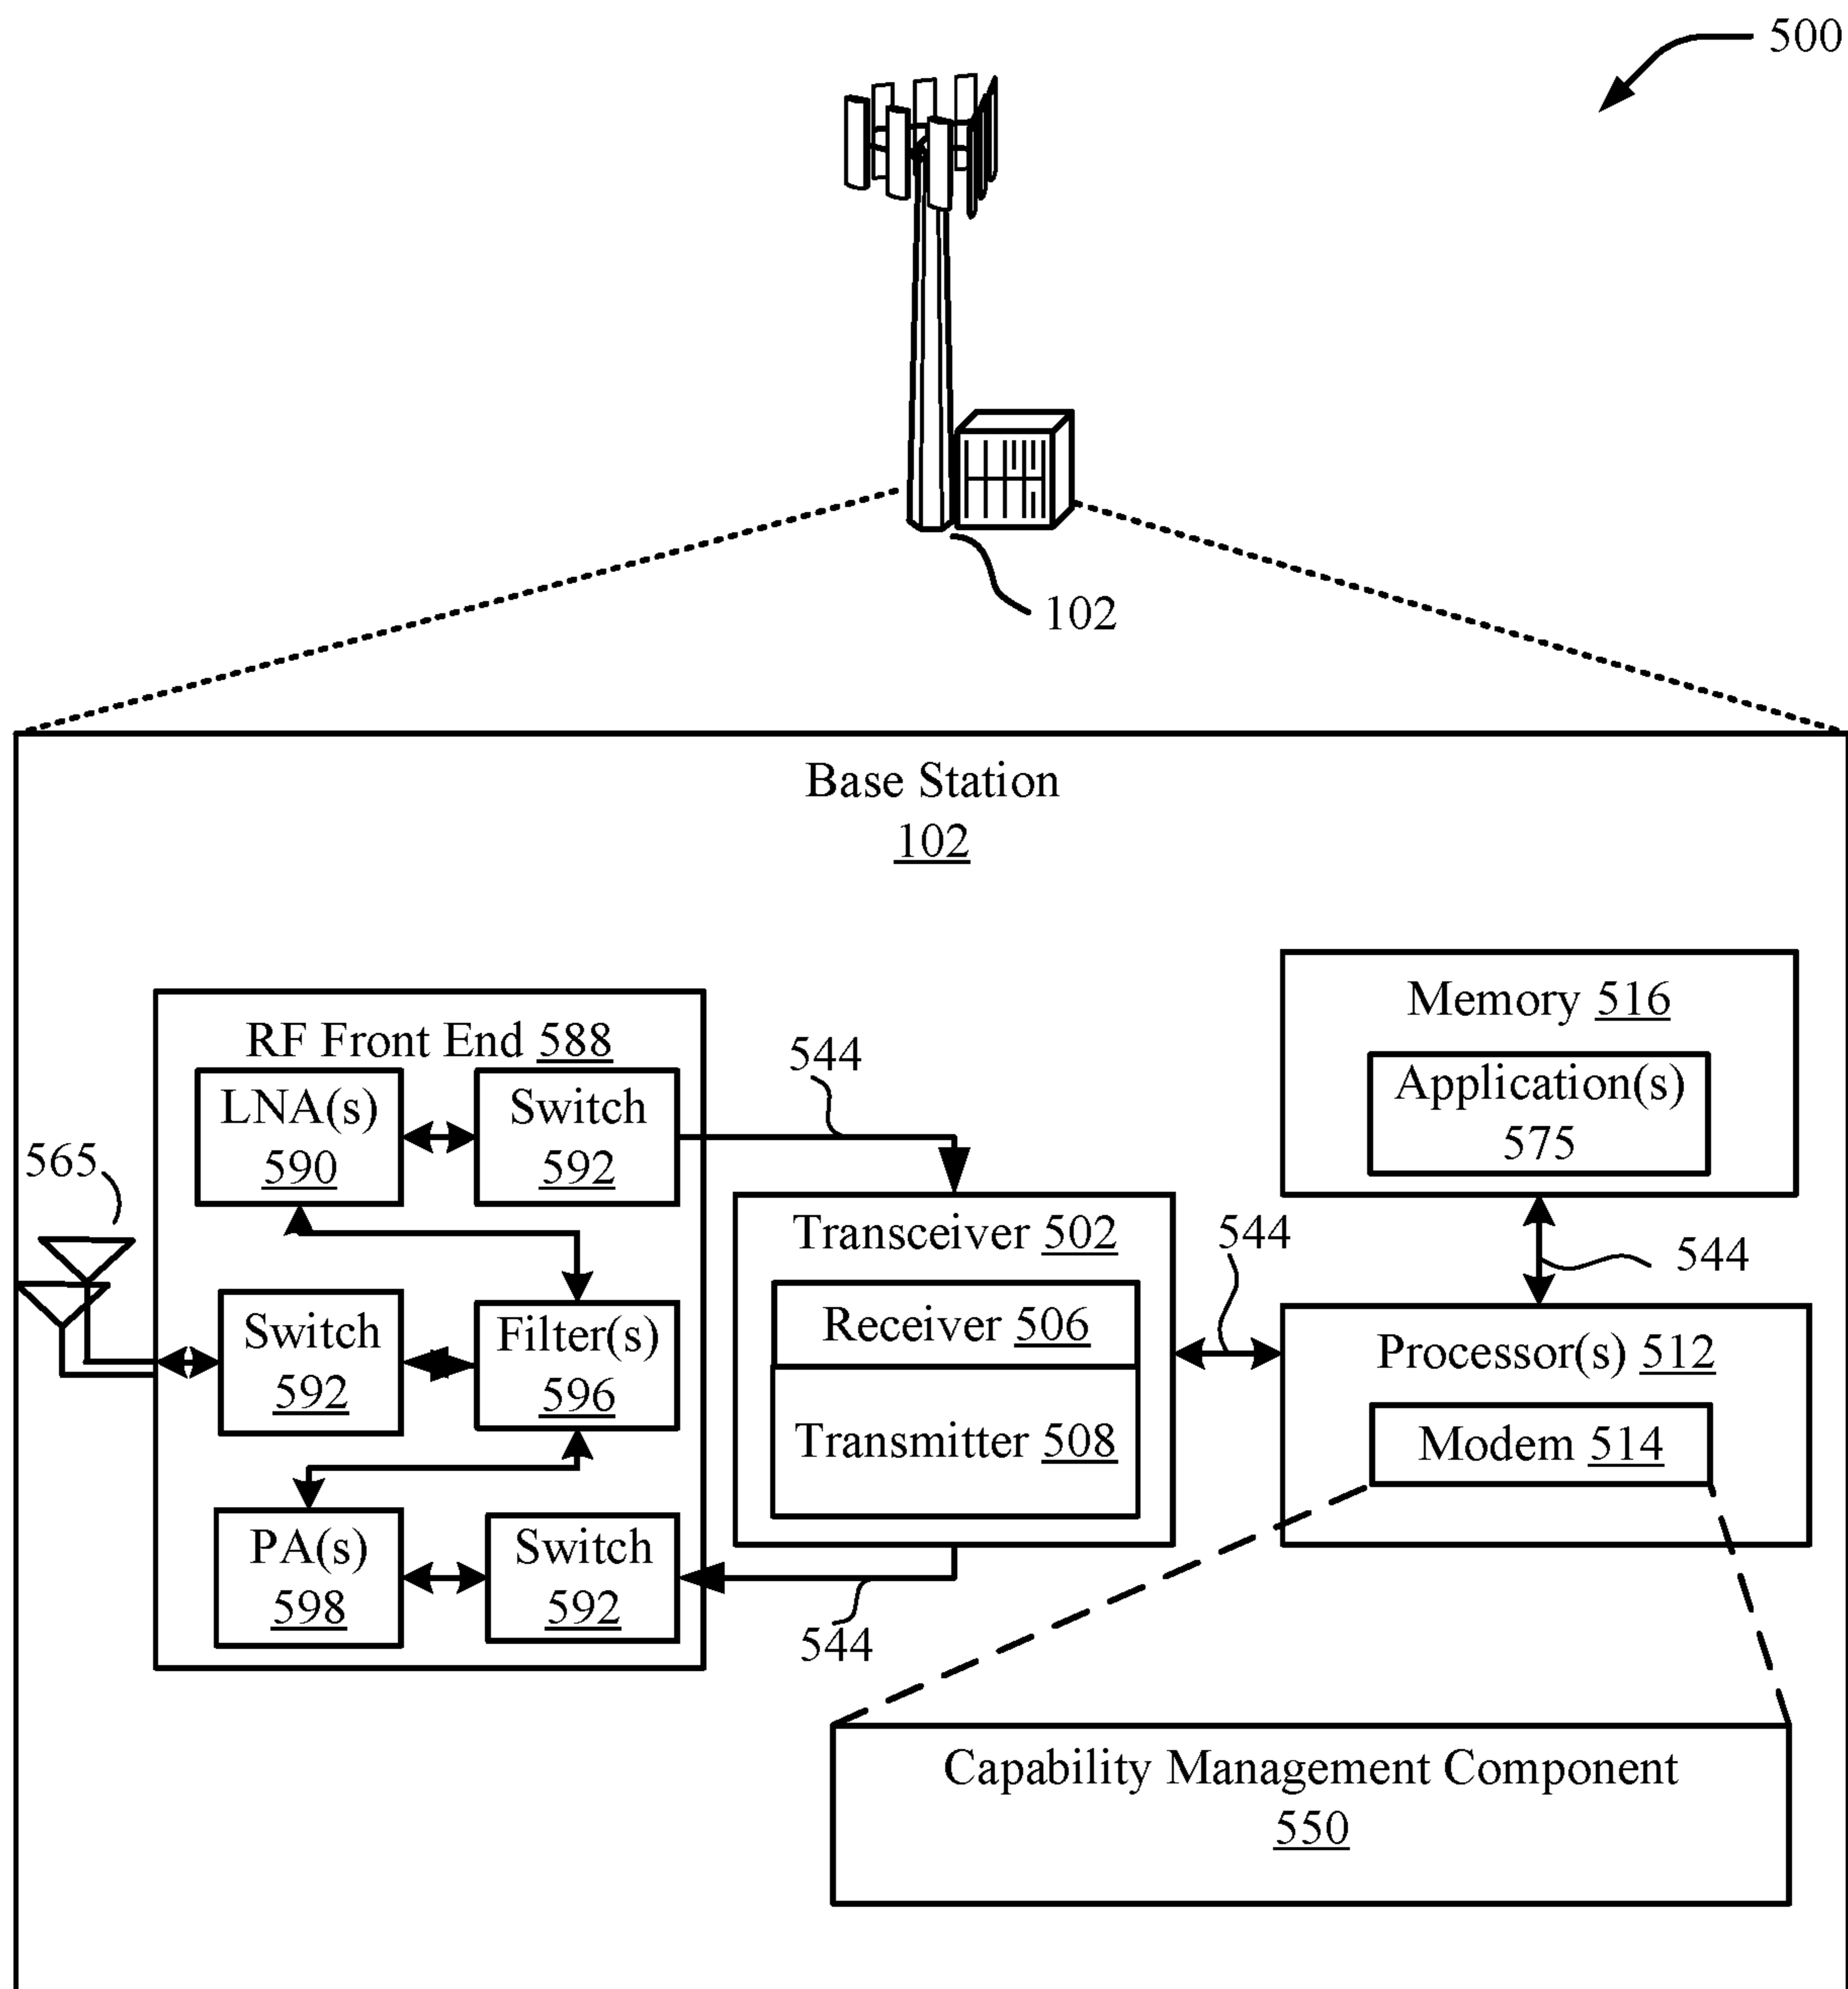 500
102
Base Station
102
RF Front End 588
LNA(s)
590
Switch
592
544
Memory 516
Application(s)
575
565
Transceiver 502
544
544
Switch
592
Filter(s)
596
Receiver 506
Transmitter 508
Processor(s) 512
Modem 514
PA(s)
598
Switch
592
544
Capability Management Component
550